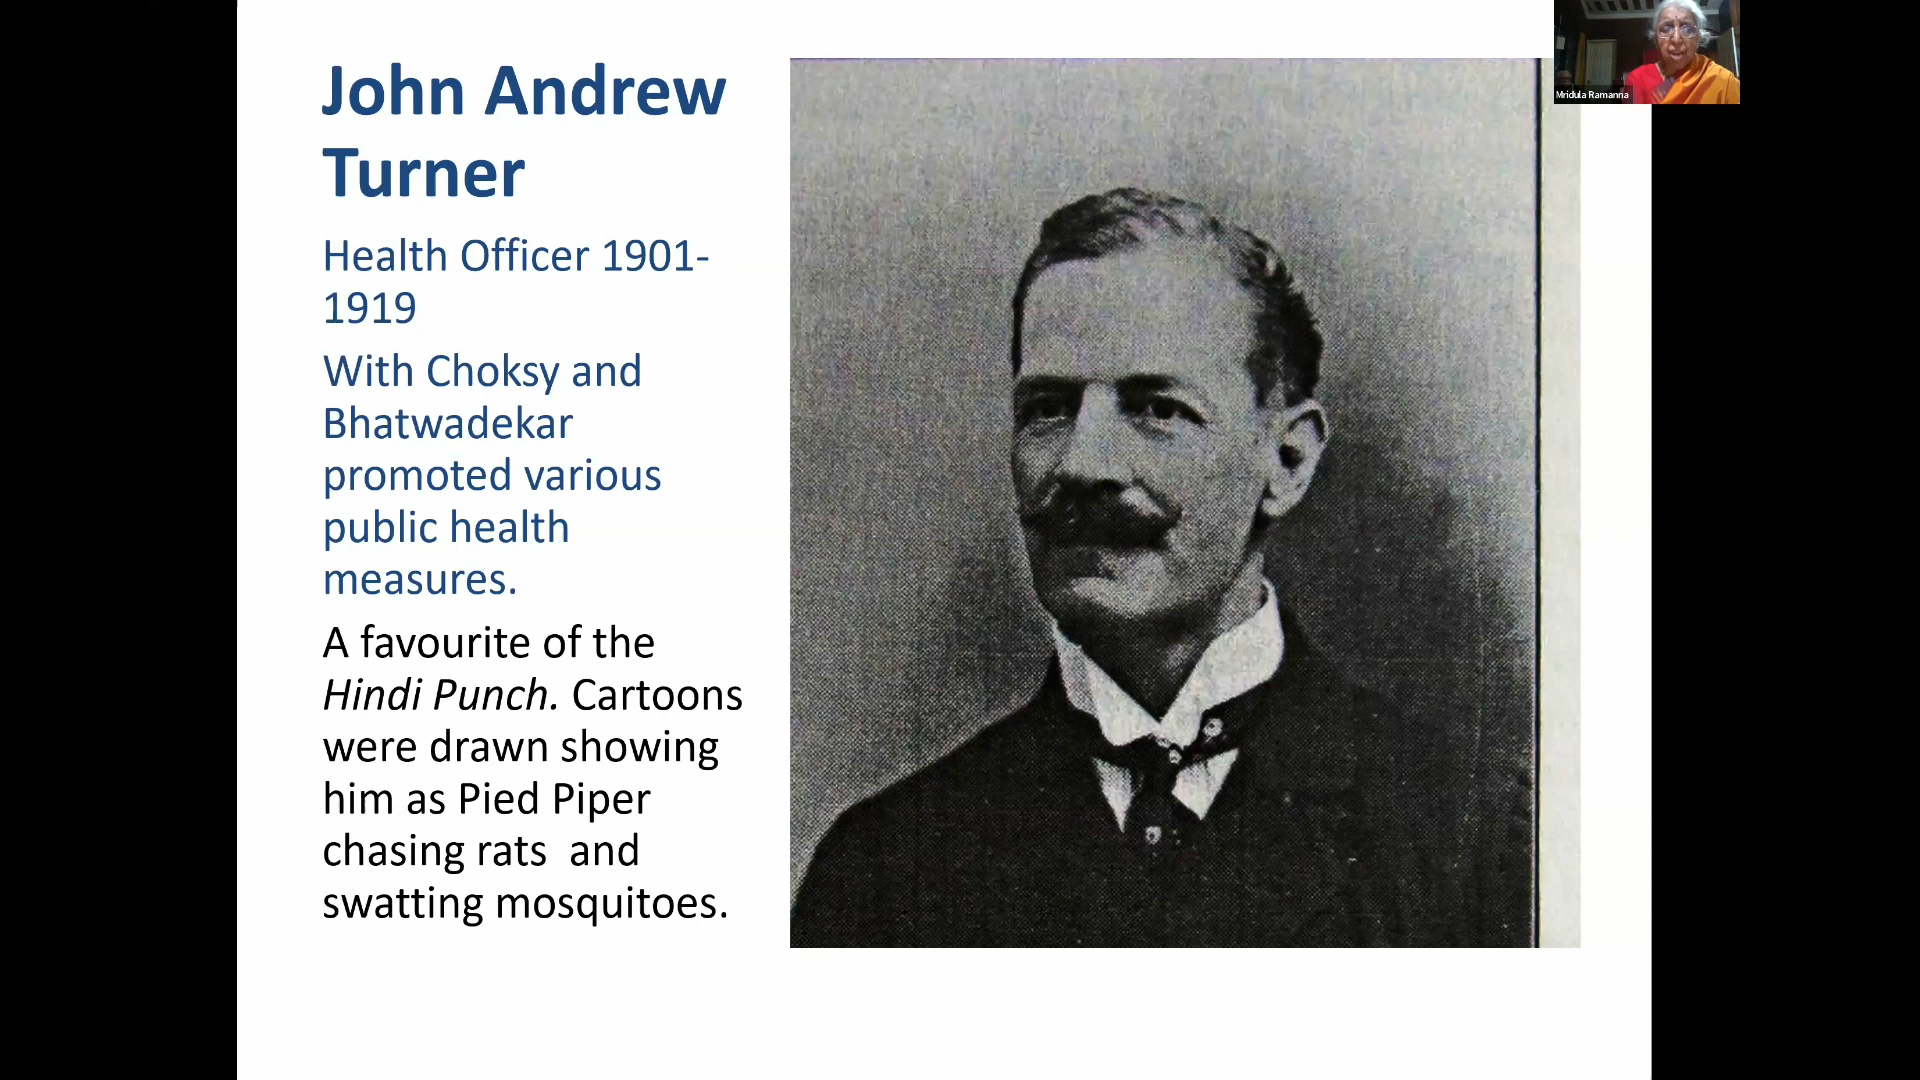 John Andrew
Turner
Health Officer 1901-
1919
With Choksy and
Bhatwadekar
promoted various
public health
measures.
A favourite of the
Hindi Punch. Cartoons
were drawn showing
him as Pied Piper
chasing rats  and
swatting mosquitoes.
Mridula Ramanna